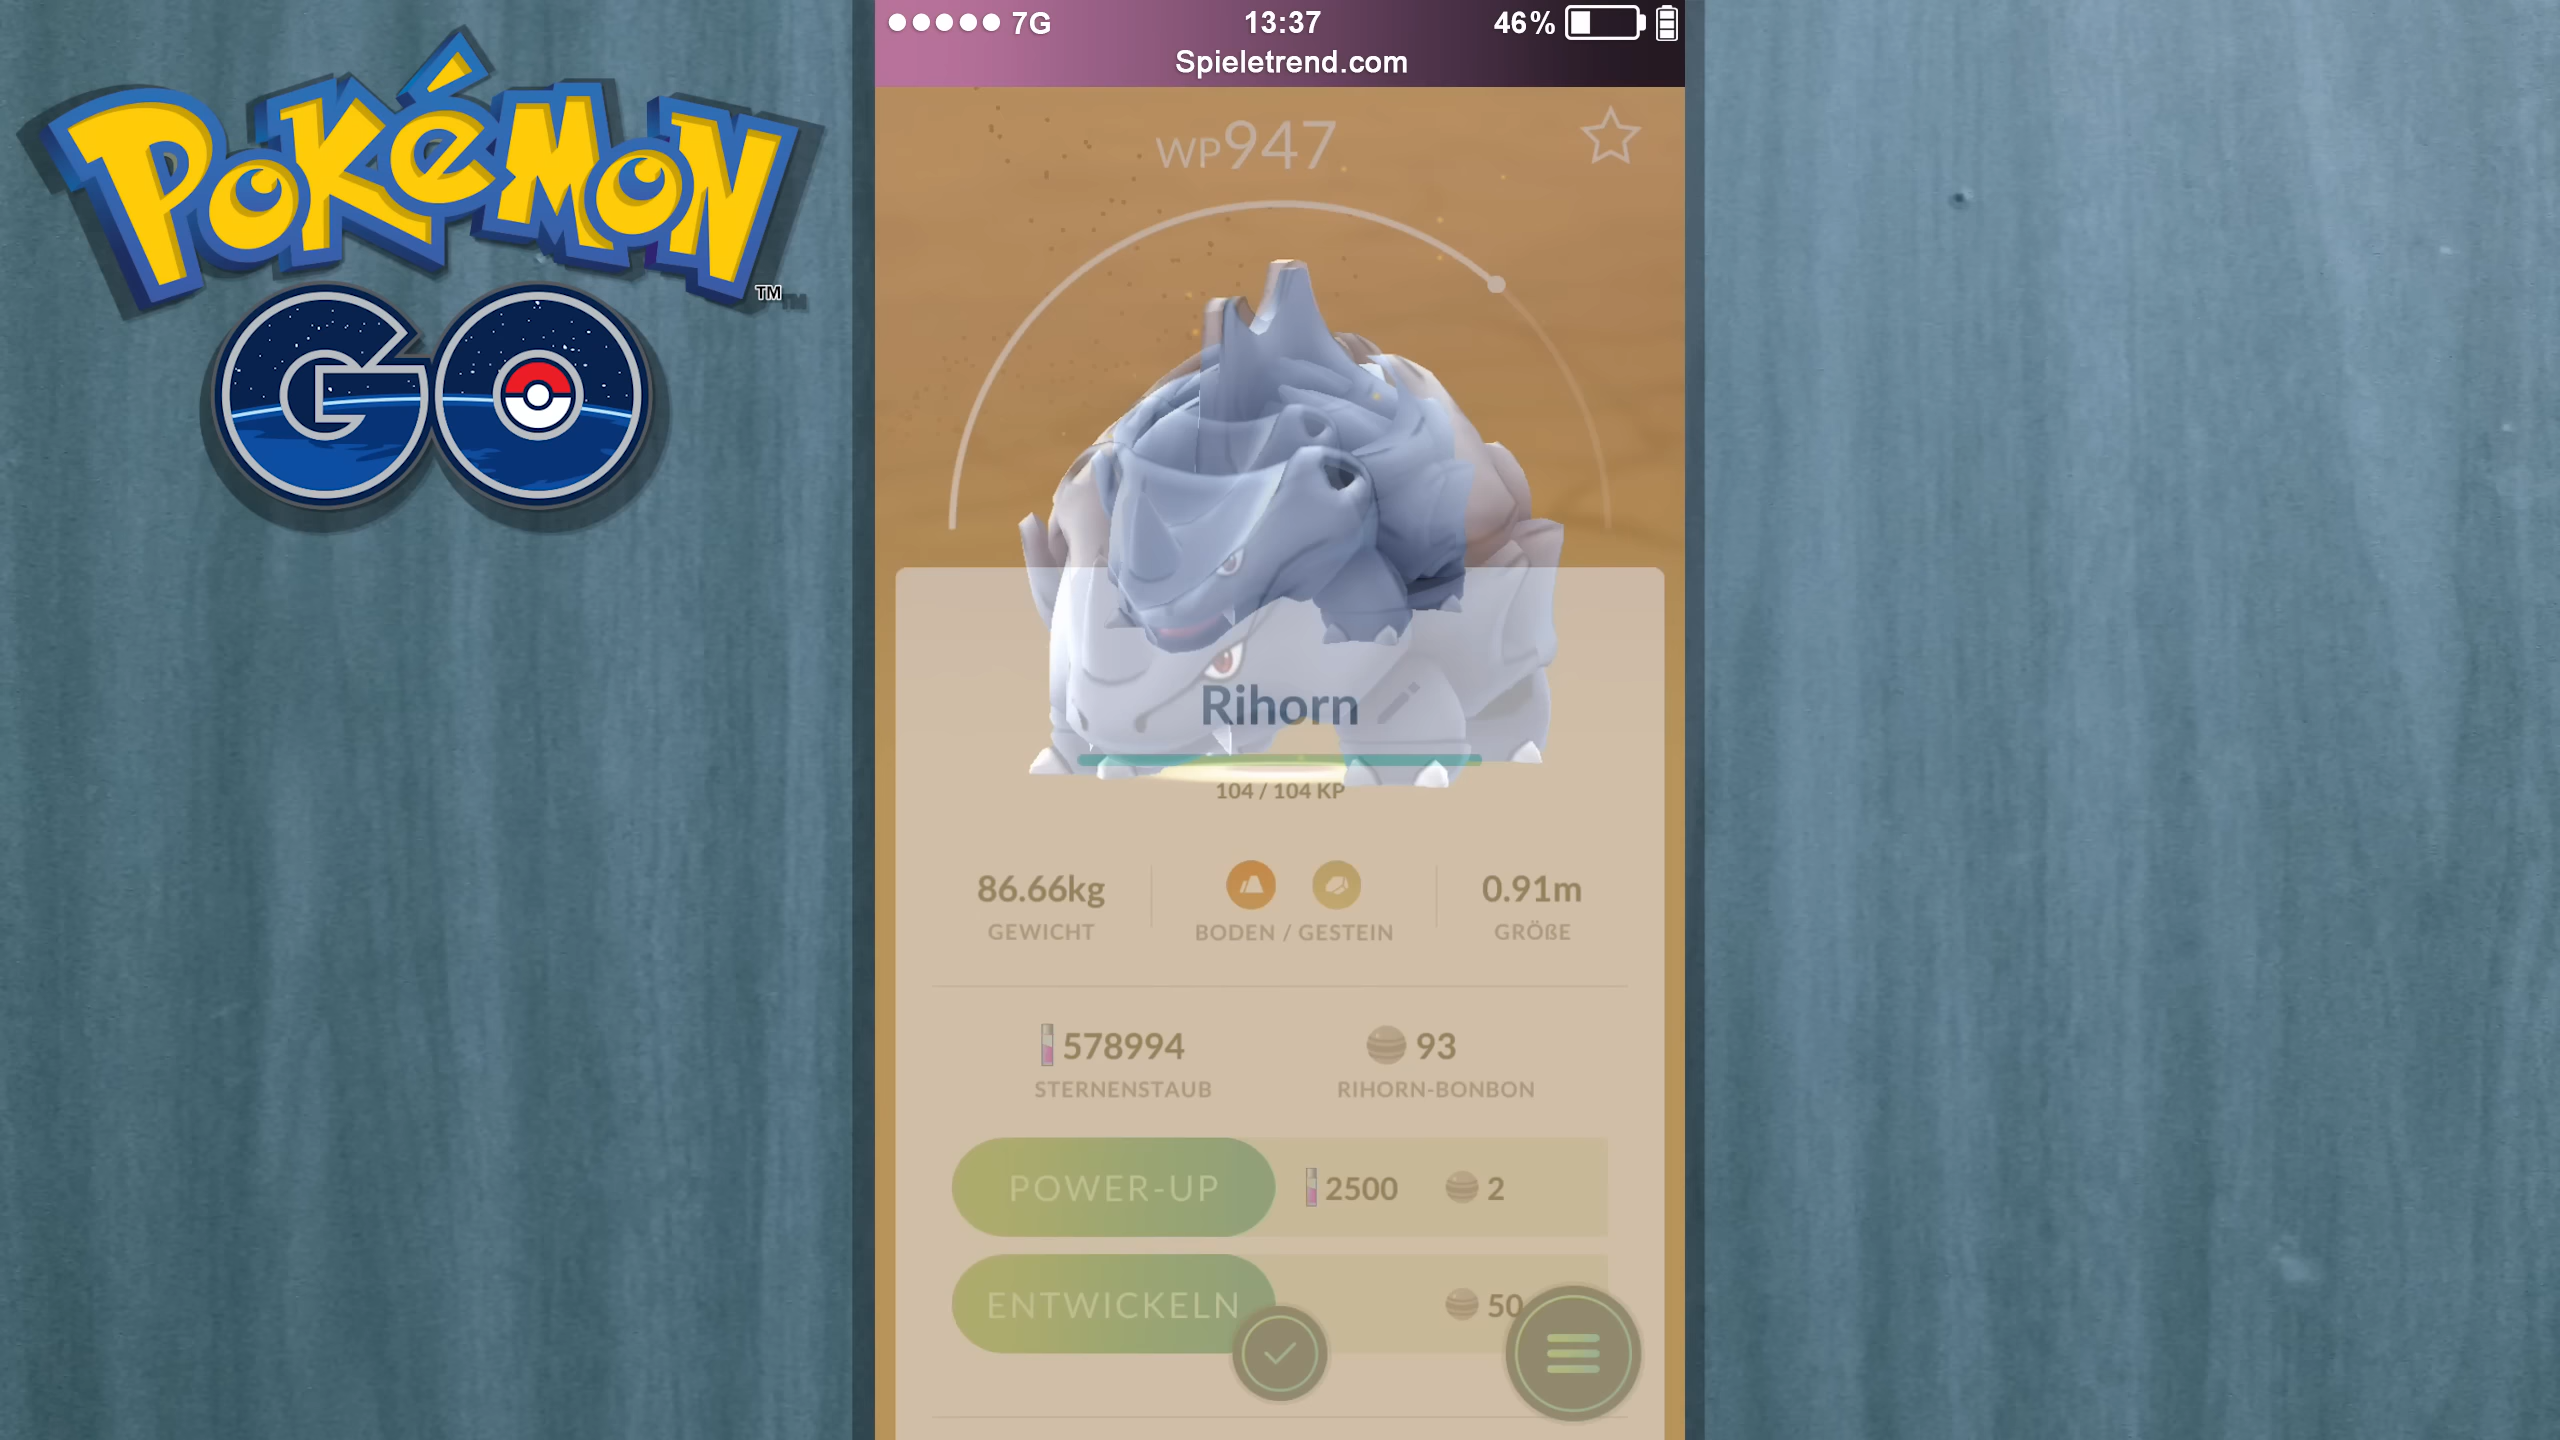 POKéMON
TM
GO
7G
13:37
46%
Spieletrend.com
WP947
Rihorn
104 / 104 KP
86.66kg
GEWICHT
BODEN / GESTEIN
0.91m
GRÖßE
578994
STERNENSTAUB
93
RIHORN-BONBON
POWER-UP
2500
2
ENTWICKELN
50